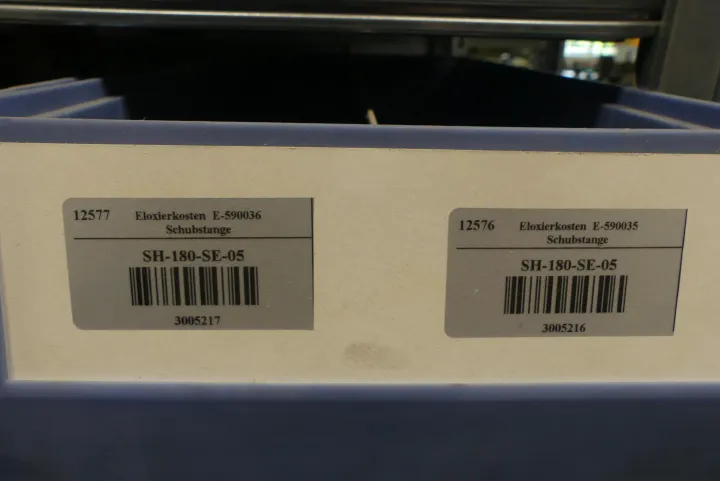 12577 Eloxierkosten E-590036
Schubstange
SH-180-SE-05
3005217
12576 Eloxierkosten E-590035
Schubstange
SH-180-SE-05
3005216